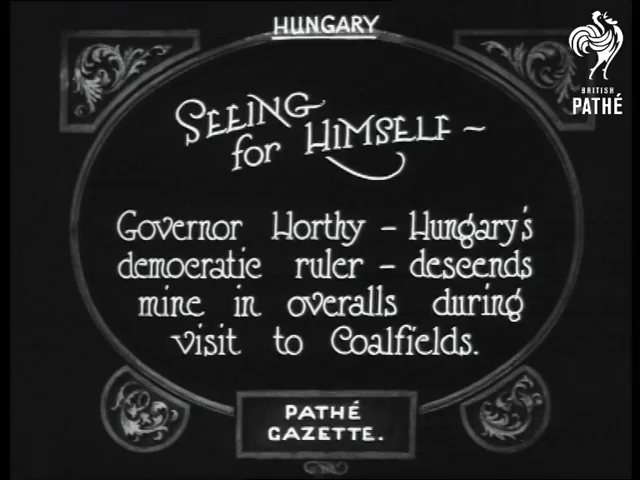 HUNGARY
BRITISH
PATHÉ
SEEING
for HIMSELF –
Governor Horthy – Hungary's
democratic ruler – descends
mine in overalls during
visit to Coalfields.
PATHÉ
GAZETTE.